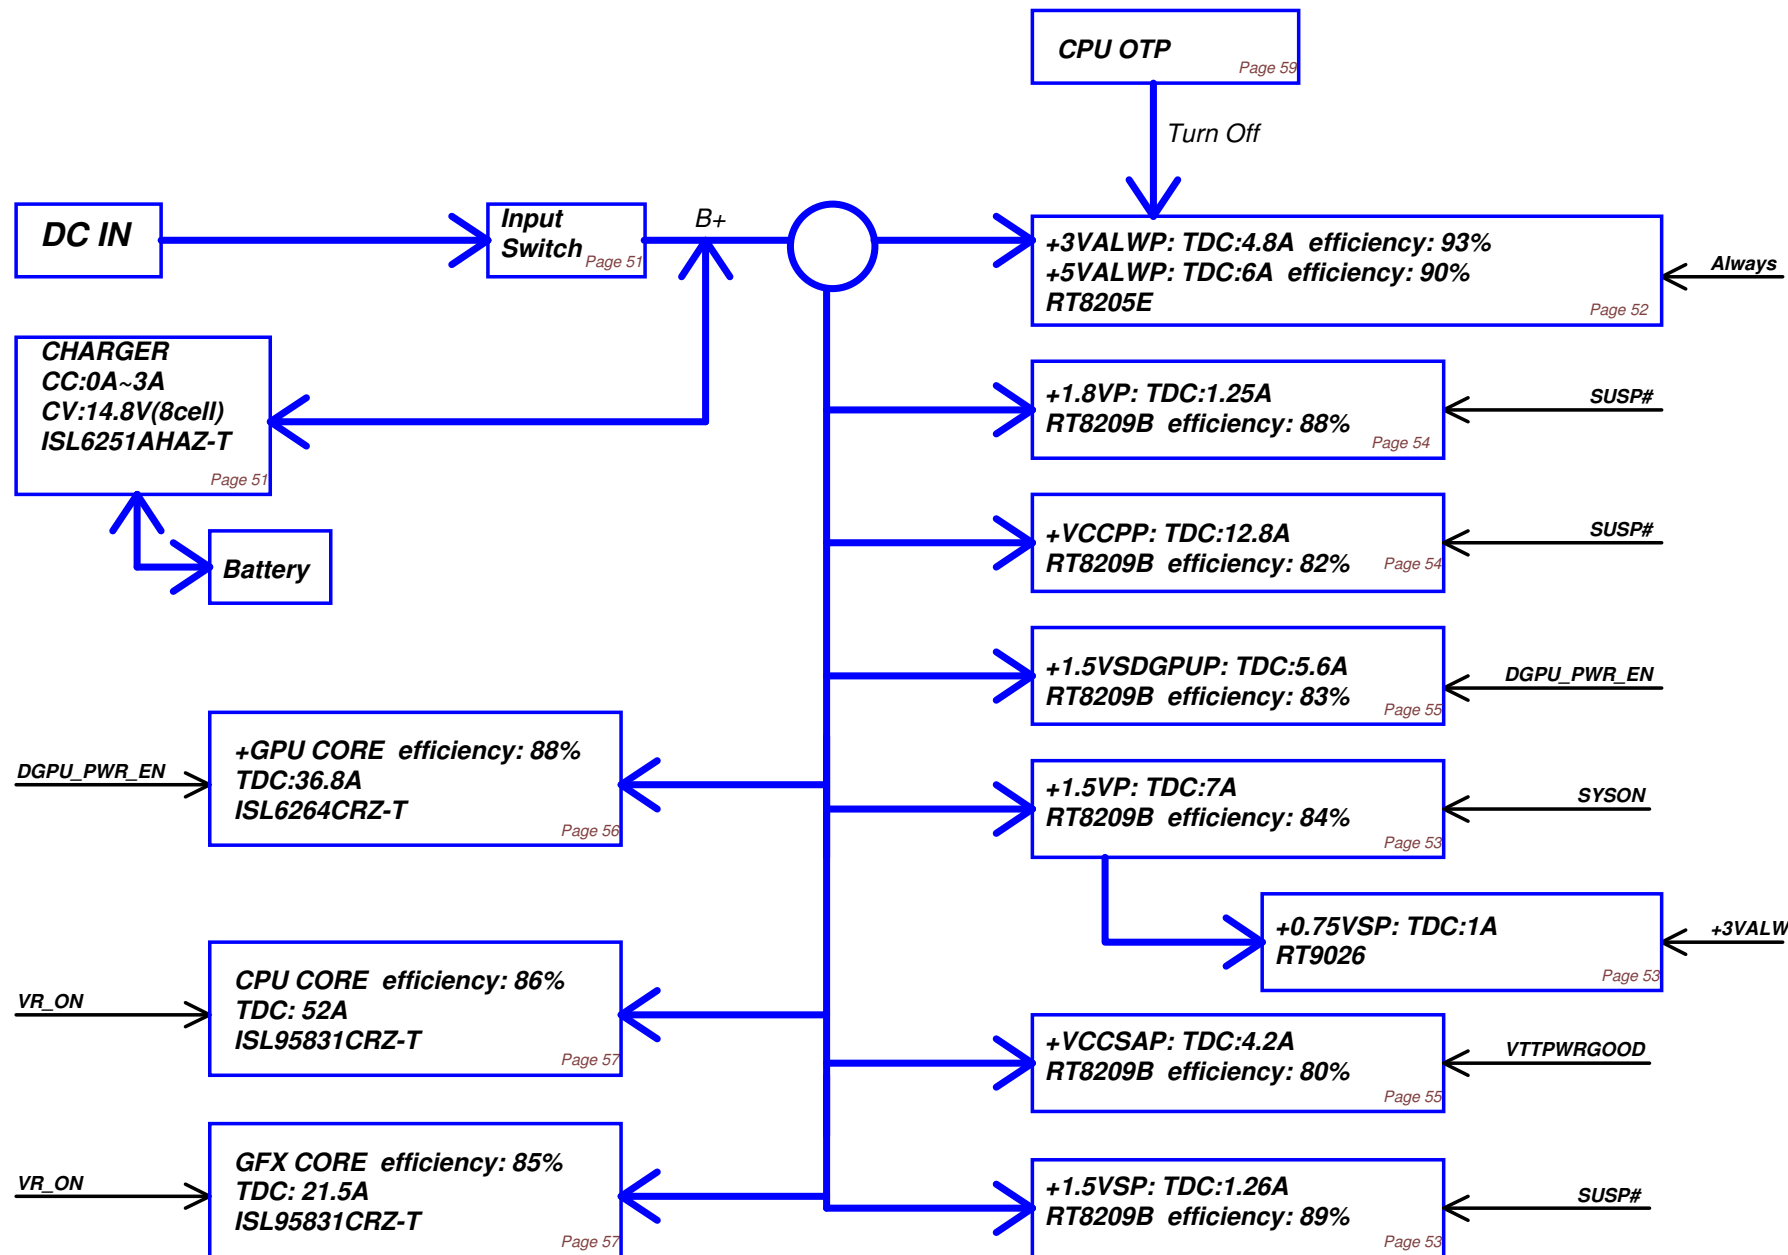 CPU OTP
Page 59
Turn Off
DC IN
Input
Switch
Page 51
B+
+3VALWP: TDC:4.8A efficiency: 93%
+5VALWP: TDC:6A efficiency: 90%
RT8205E
Page 52
Always
CHARGER
CC:0A~3A
CV:14.8V(8cell)
ISL6251AHAZ-T
Page 51
Battery
+1.8VP: TDC:1.25A
RT8209B efficiency: 88%
Page 54
SUSP#
+VCCPP: TDC:12.8A
RT8209B efficiency: 82%
Page 54
SUSP#
+1.5VSDGPUP: TDC:5.6A
RT8209B efficiency: 83%
Page 55
DGPU_PWR_EN
DGPU_PWR_EN
+GPU CORE efficiency: 88%
TDC:36.8A
ISL6264CRZ-T
Page 56
+1.5VP: TDC:7A
RT8209B efficiency: 84%
Page 53
SYSON
+0.75VSP: TDC:1A
RT9026
Page 53
+3VALW
VR_ON
CPU CORE efficiency: 86%
TDC: 52A
ISL95831CRZ-T
Page 57
+VCCSAP: TDC:4.2A
RT8209B efficiency: 80%
Page 55
VTTPWRGOOD
VR_ON
GFX CORE efficiency: 85%
TDC: 21.5A
ISL95831CRZ-T
Page 57
+1.5VSP: TDC:1.26A
RT8209B efficiency: 89%
Page 53
SUSP#